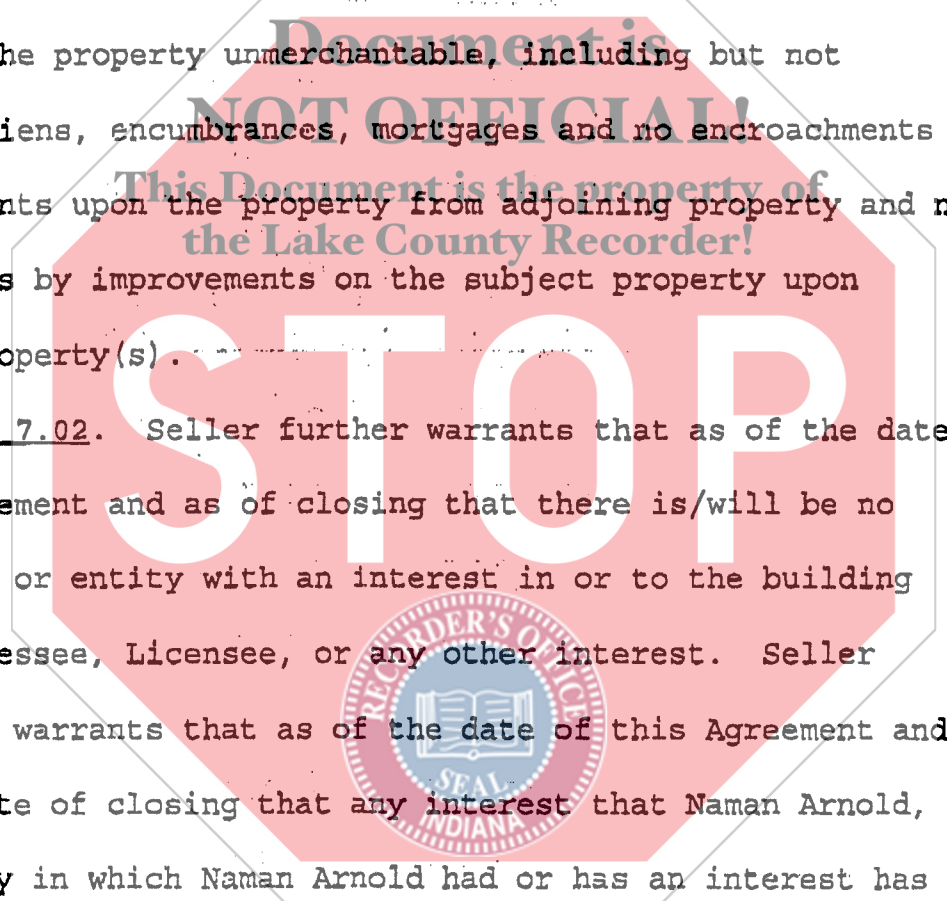 Document is
he property unmerchantable, including but not
NOT OFFICIAL!
iens, encumbrances, mortgages and no encroachments
This Document is the property of
nts upon the property from adjoining property and n
the Lake County Recorder!
s by improvements on the subject property upon
operty(s).
STOP
7.02. Seller further warrants that as of the date
ement and as of closing that there is/will be no
or entity with an interest in or to the building
RECORDER'S OFFICE
essee, Licensee, or any other interest. Seller
warrants that as of the date of this Agreement and
SEAL
te of closing that any interest that Naman Arnold,
INDIANA
y in which Naman Arnold had or has an interest has